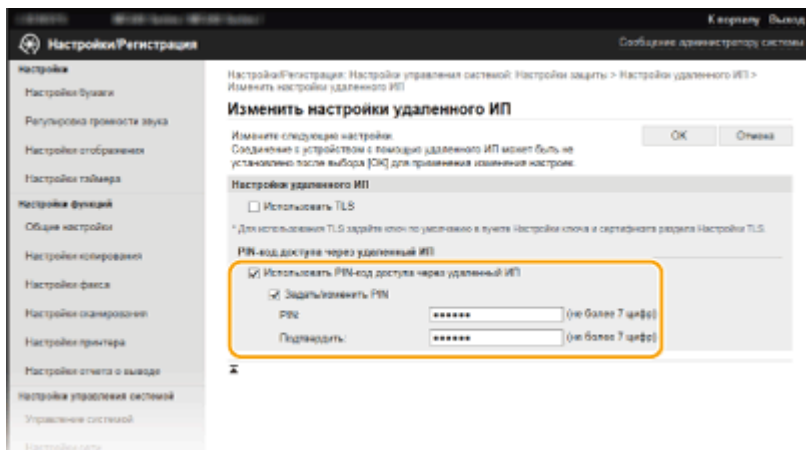 К порталу Выход
Настройки/Регистрация
Сообщение администратору системы
Настройки
Настройки бумаги
Регулировка громкости звука
Настройки отображения
Настройки таймера
Настройки функций
Общие настройки
Настройки копирования
Настройки факса
Настройки сканирования
Настройки принтера
Настройки отчета о выводе
Настройки управления системой
Управление системой
Настройки сети
Настройки/Регистрация: Настройки управления системой: Настройки защиты > Настройки удаленного ИП >
Изменить настройки удаленного ИП
Изменить настройки удаленного ИП
Измените следующие настройки.
Соединение с устройством с помощью удаленного ИП может быть не
установлено после выбора [OK] для применения изменения настроек.
OK Отмена
Настройки удаленного ИП
Использовать TLS
* Для использования TLS задайте ключ по умолчанию в пункте Настройки ключа и сертификата раздела Настройки TLS.
PIN-код доступа через удаленный ИП
Использовать PIN-код доступа через удаленный ИП
Задать/изменить PIN
PIN: •••••• (не более 7 цифр)
Подтвердить: •••••• (не более 7 цифр)